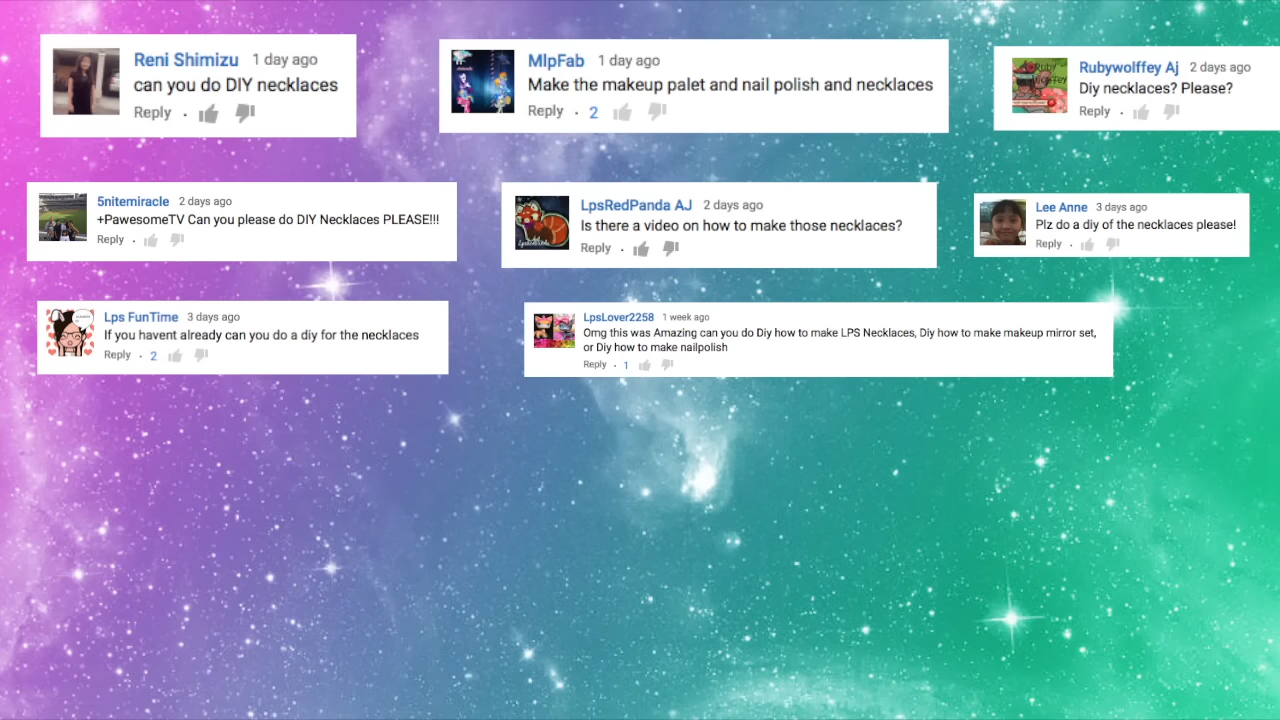 Reni Shimizu 1 day ago
can you do DIY necklaces
Reply
MlpFab 1 day ago
Make the makeup palet and nail polish and necklaces
Reply 2
Rubywolffey Aj 2 days ago
Diy necklaces? Please?
Reply
5nitemiracle 2 days ago
+PawesomeTV Can you please do DIY Necklaces PLEASE!!!
Reply
LpsRedPanda AJ 2 days ago
Is there a video on how to make those necklaces?
Reply
Lee Anne 3 days ago
Plz do a diy of the necklaces please!
Reply
Lps FunTime 3 days ago
If you havent already can you do a diy for the necklaces
Reply 2
LpsLover2258 1 week ago
Omg this was Amazing can you do Diy how to make LPS Necklaces, Diy how to make makeup mirror set,
or Diy how to make nailpolish
Reply 1